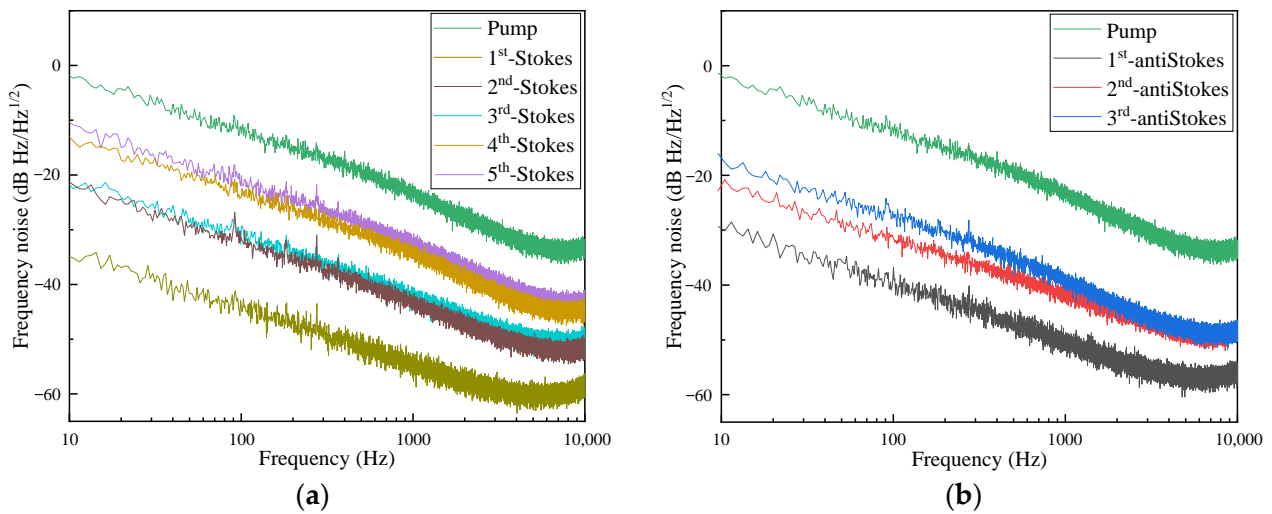 Pump
1st-Stokes
2nd-Stokes
3rd-Stokes
4th-Stokes
5th-Stokes
0
−20
−40
−60
Frequency noise (dB Hz/Hz1/2)
10
100
1000
10,000
Frequency (Hz)
(a)
Pump
1st-antiStokes
2nd-antiStokes
3rd-antiStokes
0
−20
−40
−60
Frequency noise (dB Hz/Hz1/2)
10
100
1000
10,000
Frequency (Hz)
(b)